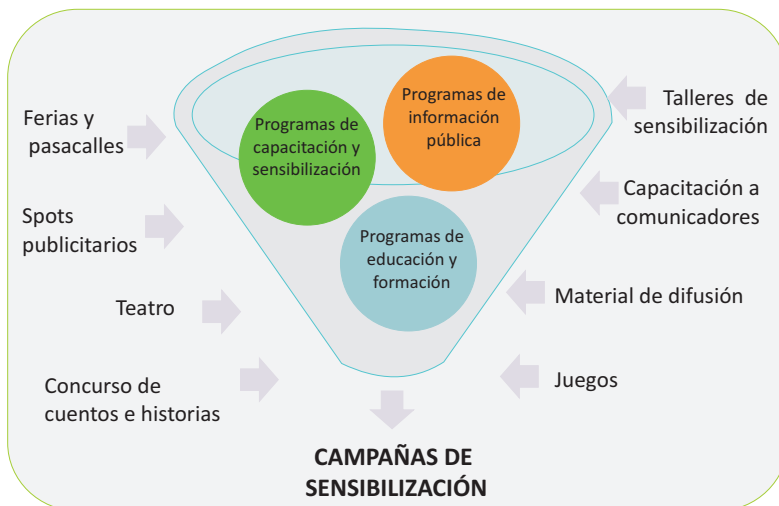 Ferias y
pasacalles
Spots
publicitarios
Teatro
Concurso de
cuentos e historias
Programas de
capacitación y
sensibilización
Programas de
información
pública
Programas de
educación y
formación
Talleres de
sensibilización
Capacitación a
comunicadores
Material de difusión
Juegos
CAMPAÑAS DE
SENSIBILIZACIÓN